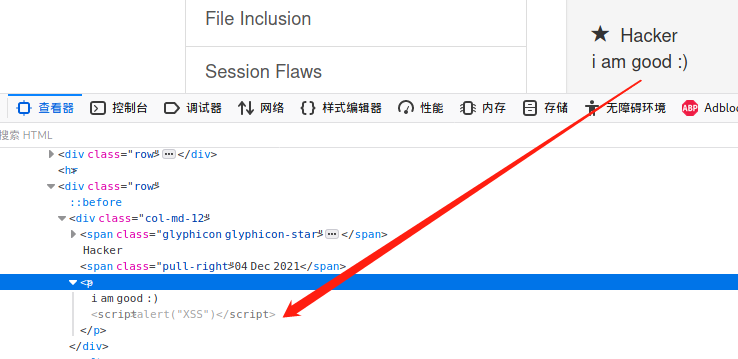 File Inclusion
Session Flaws
★ Hacker
i am good :)
查看器 控制台 调试器 网络 样式编辑器 性能 内存 存储 无障碍环境 ABP Adblo
搜索 HTML
<div class="row"> ... </div>
<hr>
<div class="row">
::before
<div class="col-md-12">
<span class="glyphicon glyphicon-star"> ... </span>
Hacker
<span class="pull-right">04 Dec 2021</span>
<p>
i am good :)
<script>alert("XSS")</script>
</p>
</div>